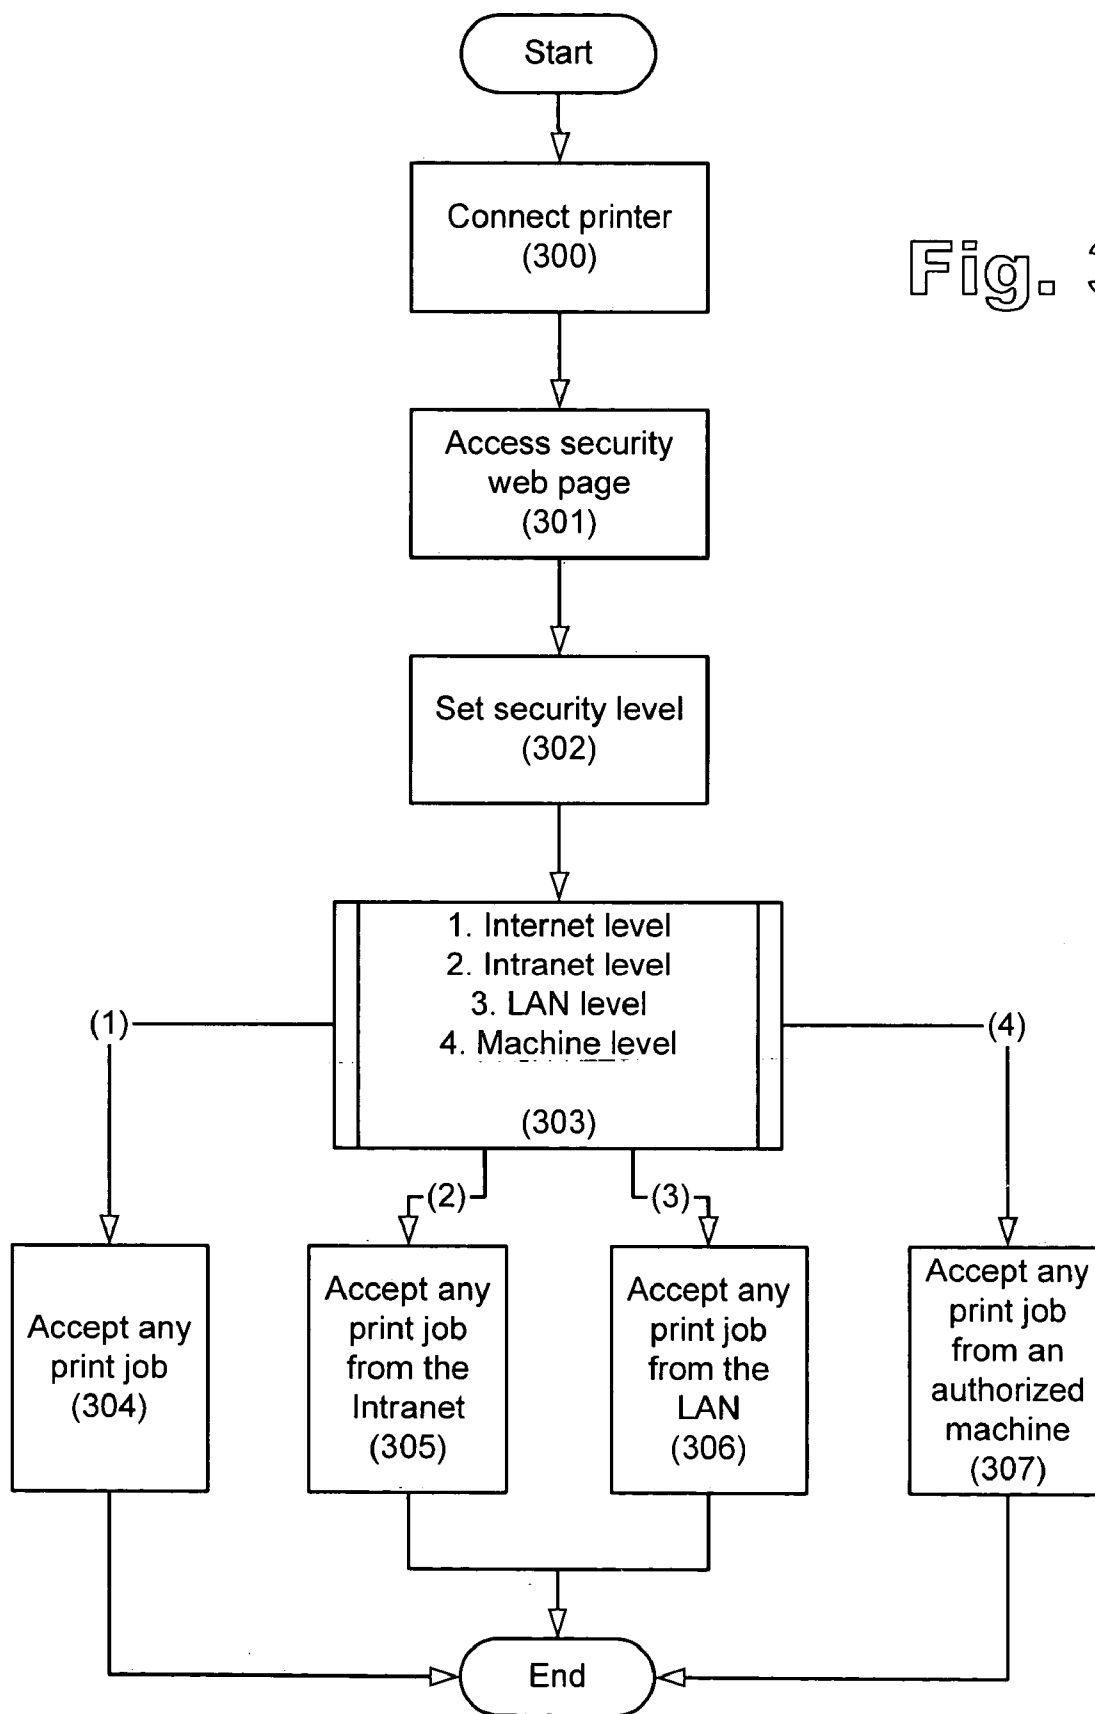 Start
Connect printer
(300)
Fig. 3
Access security
web page
(301)
Set security level
(302)
1. Internet level
2. Intranet level
3. LAN level
4. Machine level
(303)
(1)
(4)
(2)
(3)
Accept any
print job
(304)
Accept any
print job
from the
Intranet
(305)
Accept any
print job
from the
LAN
(306)
Accept any
print job
from an
authorized
machine
(307)
End